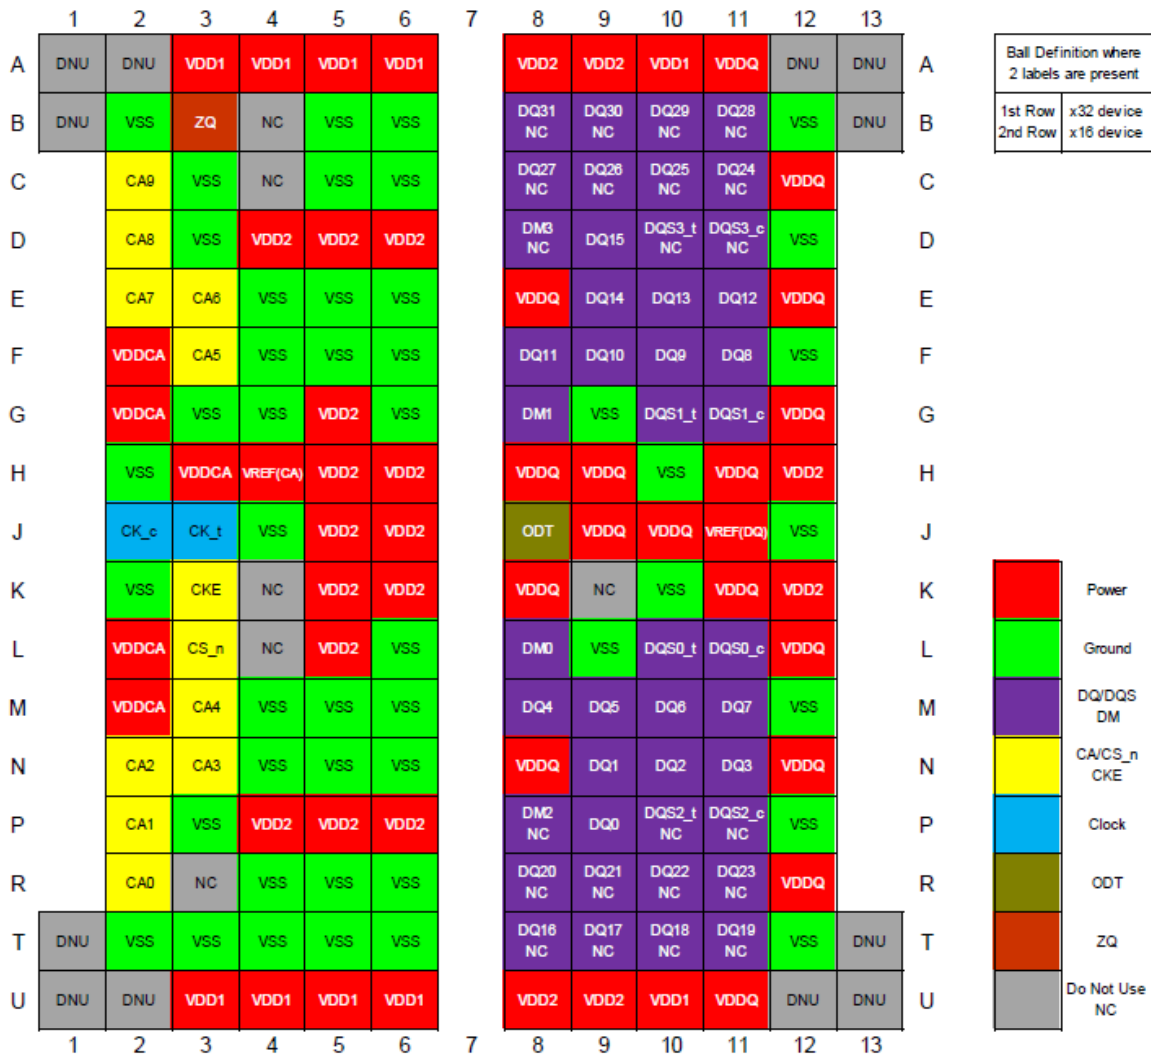 1 2 3 4 5 6 7 8 9 10 11 12 13
A DNU DNU VDD1 VDD1 VDD1 VDD1 VDD2 VDD2 VDD1 VDDQ DNU DNU A
B DNU VSS ZQ NC VSS VSS DQ31 DQ30 DQ29 DQ28 VSS DNU B
NC NC NC NC
C CA9 VSS NC VSS VSS DQ27 DQ26 DQ25 DQ24 VDDQ C
NC NC NC NC
D CA8 VSS VDD2 VDD2 VDD2 DM3 DQ15 DQS3_t DQS3_c VSS D
NC NC NC
E CA7 CA6 VSS VSS VSS VDDQ DQ14 DQ13 DQ12 VDDQ E
F VDDCA CA5 VSS VSS VSS DQ11 DQ10 DQ9 DQ8 VSS F
G VDDCA VSS VSS VDD2 VSS DM1 VSS DQS1_t DQS1_c VDDQ G
H VSS VDDCA VREF(CA) VDD2 VDD2 VDDQ VDDQ VSS VDDQ VDD2 H
J CK_c CK_t VSS VDD2 VDD2 ODT VDDQ VDDQ VREF(DQ) VSS J
K VSS CKE NC VDD2 VDD2 VDDQ NC VSS VDDQ VDD2 K
L VDDCA CS_n NC VDD2 VSS DM0 VSS DQS0_t DQS0_c VDDQ L
M VDDCA CA4 VSS VSS VSS DQ4 DQ5 DQ6 DQ7 VSS M
N CA2 CA3 VSS VSS VSS VDDQ DQ1 DQ2 DQ3 VDDQ N
P CA1 VSS VDD2 VDD2 VDD2 DM2 DQ0 DQS2_t DQS2_c VSS P
NC NC NC
R CA0 NC VSS VSS VSS DQ20 DQ21 DQ22 DQ23 VDDQ R
NC NC NC NC
T DNU VSS VSS VSS VSS VSS DQ16 DQ17 DQ18 DQ19 VSS DNU T
NC NC NC NC
U DNU DNU VDD1 VDD1 VDD1 VDD1 VDD2 VDD2 VDD1 VDDQ DNU DNU U
1 2 3 4 5 6 7 8 9 10 11 12 13
Ball Definition where
2 labels are present
1st Row x32 device
2nd Row x16 device
Power
Ground
DQ/DQS
DM
CA/CS_n
CKE
Clock
ODT
ZQ
Do Not Use
NC